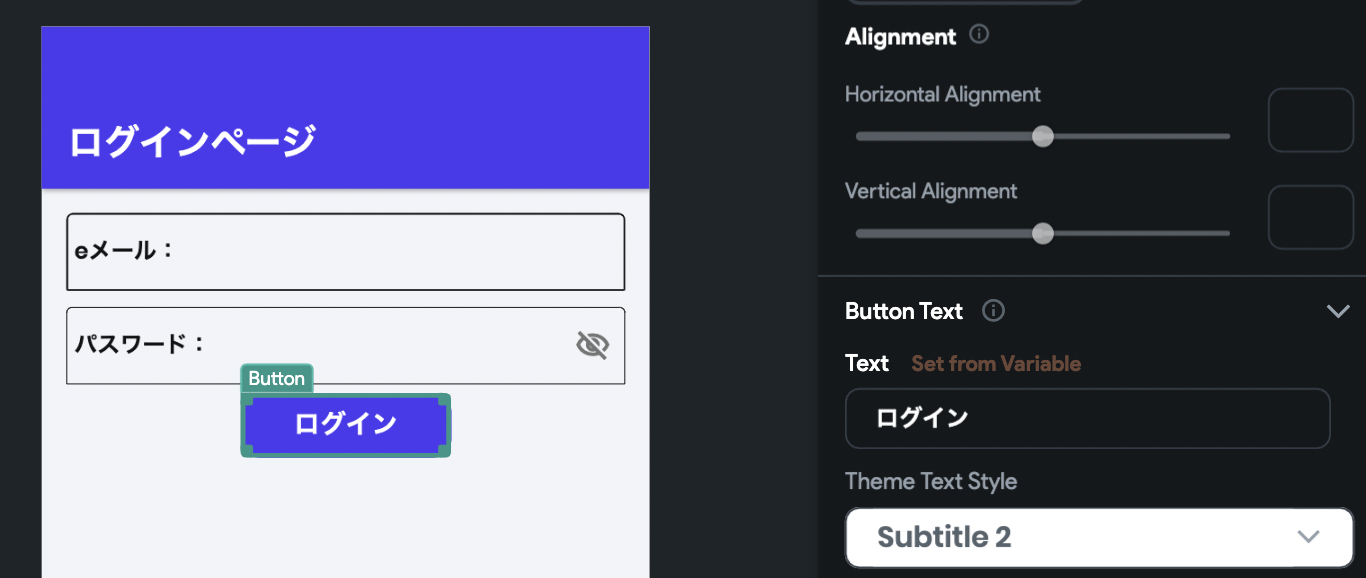 ログインページ
eメール：
パスワード：
Button
ログイン
Alignment
Horizontal Alignment
Vertical Alignment
Button Text
Text Set from Variable
ログイン
Theme Text Style
Subtitle 2